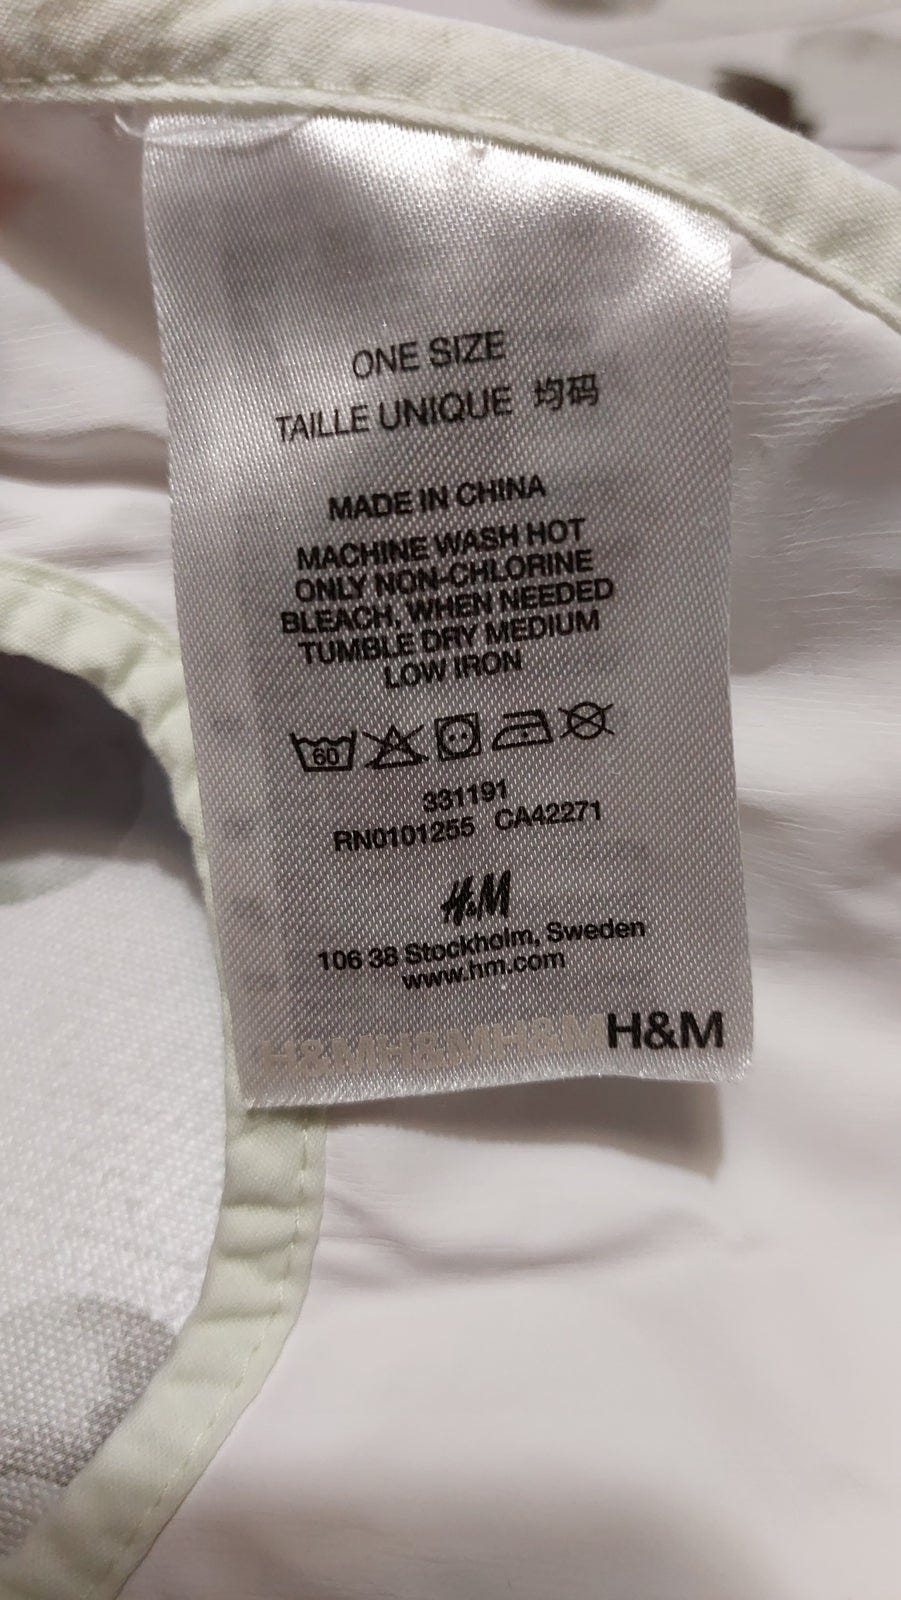 ONE SIZE
TAILLE UNIQUE 均码
MADE IN CHINA
MACHINE WASH HOT
ONLY NON-CHLORINE
BLEACH, WHEN NEEDED
TUMBLE DRY MEDIUM
LOW IRON
60
331191
RN0101255 CA42271
H&M
106 38 Stockholm, Sweden
www.hm.com
H&MH&MH&MH&M